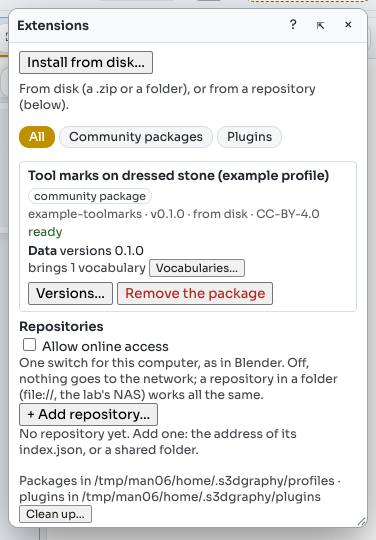 Extensions ? ⇱ ×
Install from disk...
From disk (a .zip or a folder), or from a repository
(below).
All Community packages Plugins
Tool marks on dressed stone (example profile)
community package
example-toolmarks · v0.1.0 · from disk · CC-BY-4.0
ready
Data versions 0.1.0
brings 1 vocabulary Vocabularies...
Versions... Remove the package
Repositories
Allow online access
One switch for this computer, as in Blender. Off,
nothing goes to the network; a repository in a folder
(file://, the lab's NAS) works all the same.
+ Add repository...
No repository yet. Add one: the address of its
index.json, or a shared folder.
Packages in /tmp/man06/home/.s3dgraphy/profiles ·
plugins in /tmp/man06/home/.s3dgraphy/plugins
Clean up...